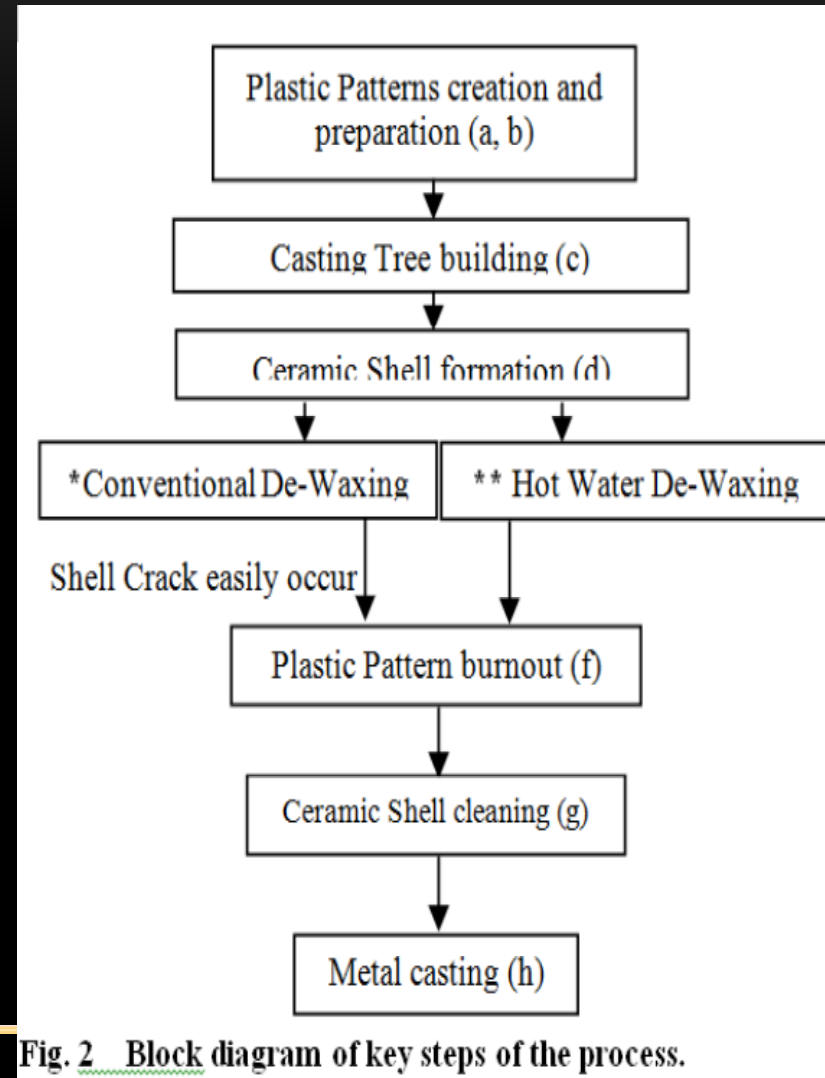 Plastic Patterns creation and
preparation (a, b)
Casting Tree building (c)
Ceramic Shell formation (d)
*Conventional De-Waxing
** Hot Water De-Waxing
Shell Crack easily occur
Plastic Pattern burnout (f)
Ceramic Shell cleaning (g)
Metal casting (h)
Fig. 2 Block diagram of key steps of the process.